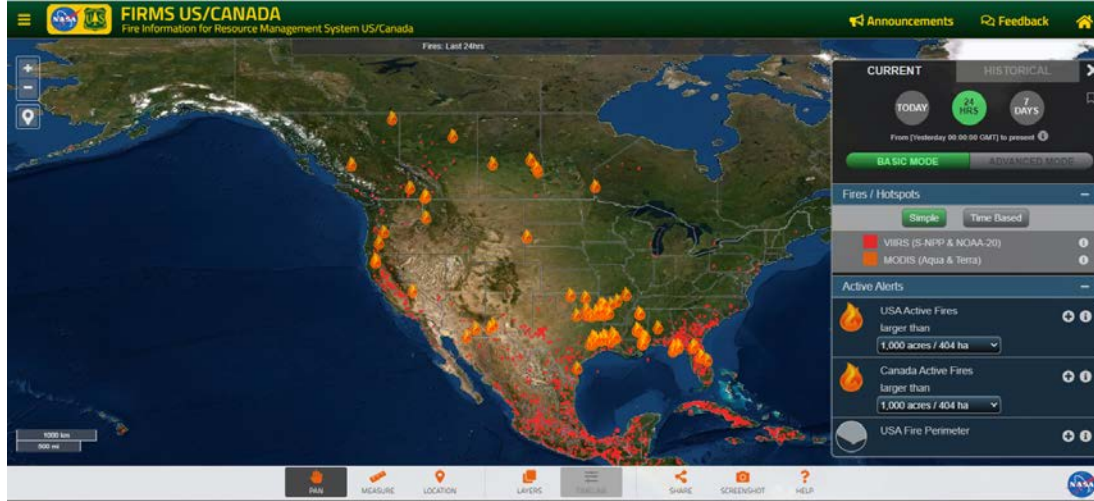 FIRMS US/CANADA
Fire Information for Resource Management System US/Canada
Announcements
Feedback
Fires: Last 24hrs
+
−
CURRENT
HISTORICAL
TODAY
24
HRS
7
DAYS
From [Yesterday 00:00:00 GMT] to present
BASIC MODE
ADVANCED MODE
Fires / Hotspots
Simple
Time Based
VIIRS (S-NPP & NOAA-20)
MODIS (Aqua & Terra)
Active Alerts
USA Active Fires
larger than
1,000 acres / 404 ha
Canada Active Fires
larger than
1,000 acres / 404 ha
USA Fire Perimeter
1000 km
500 mi
PAN
MEASURE
LOCATION
LAYERS
TIMELINE
SHARE
SCREENSHOT
HELP
NASA